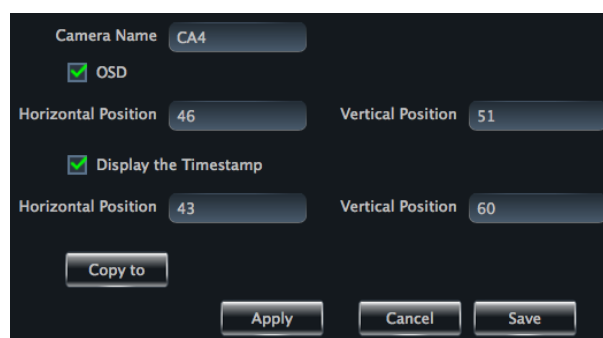 Camera Name CA4
OSD
Horizontal Position 46 Vertical Position 51
Display the Timestamp
Horizontal Position 43 Vertical Position 60
Copy to
Apply Cancel Save